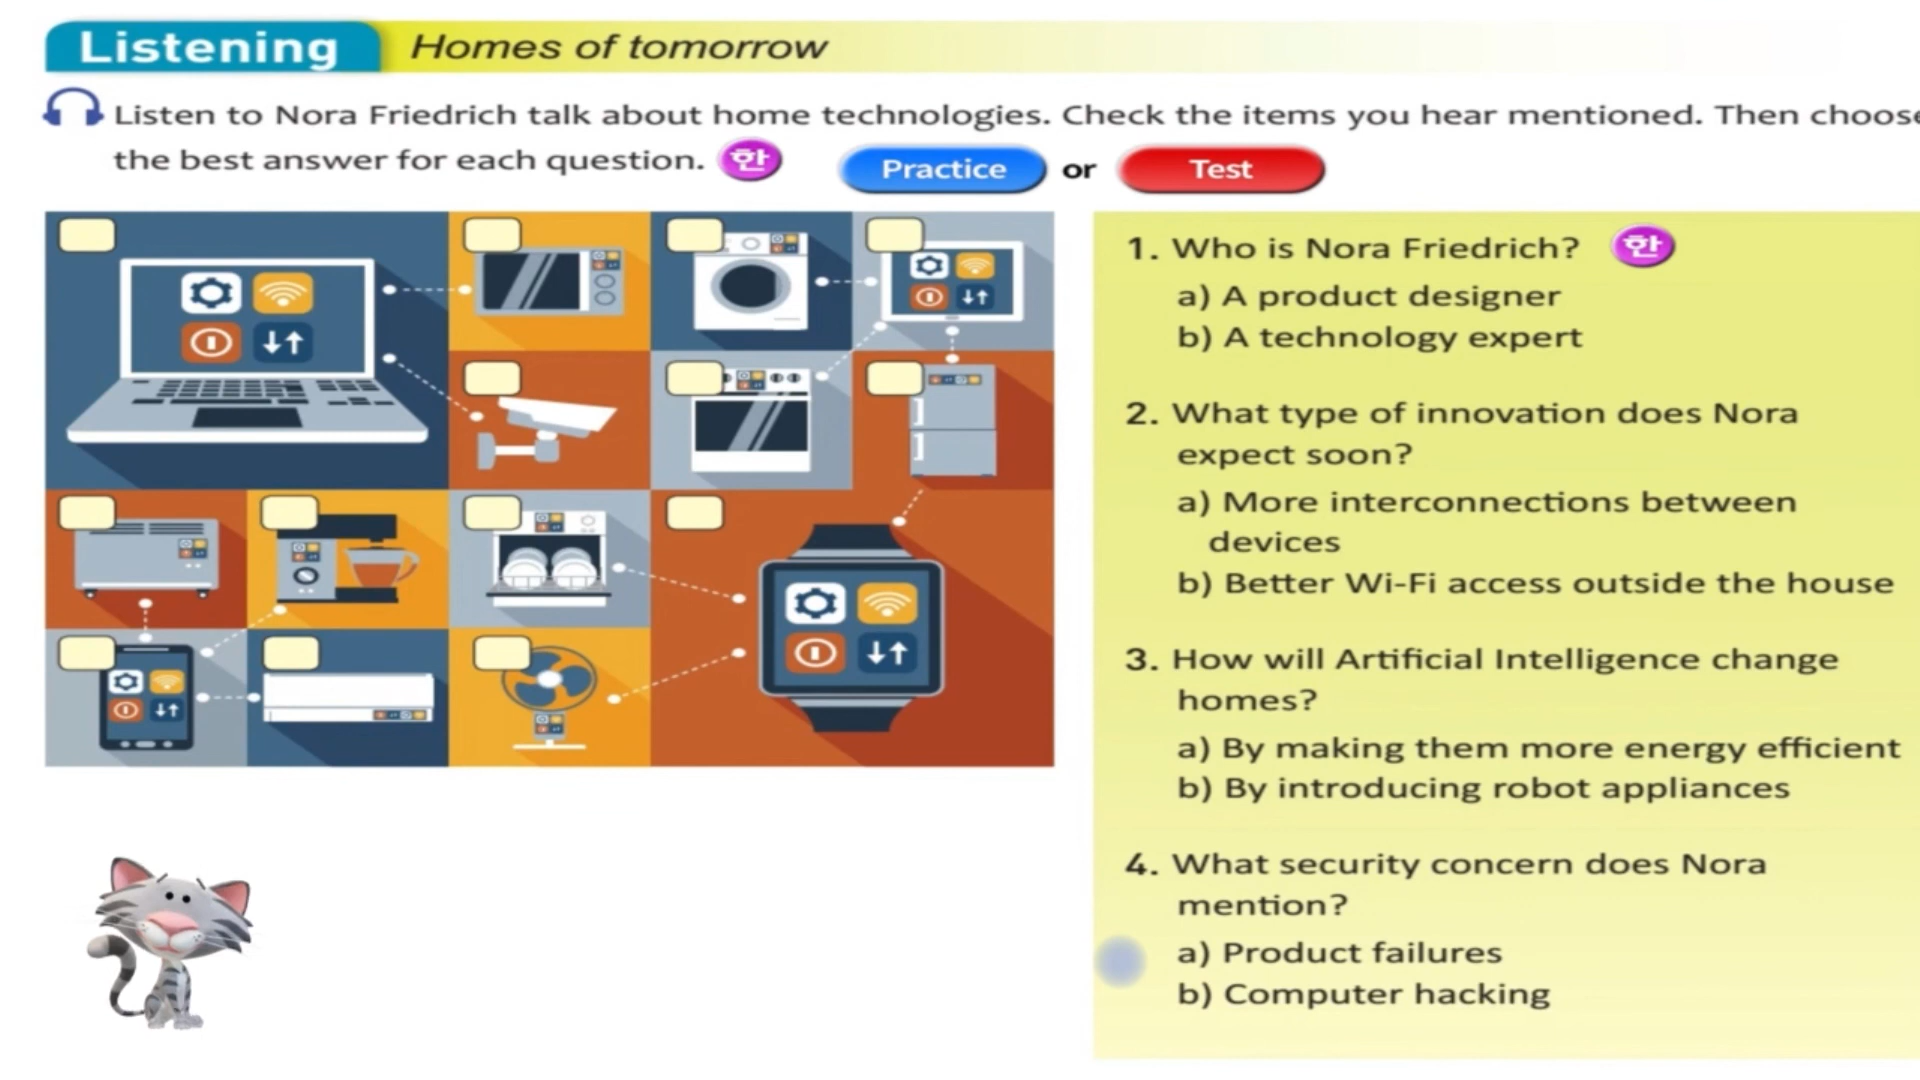 Listening
Homes of tomorrow
Listen to Nora Friedrich talk about home technologies. Check the items you hear mentioned. Then choose
the best answer for each question. 한
Practice or Test
1. Who is Nora Friedrich? 한
a) A product designer
b) A technology expert
2. What type of innovation does Nora
expect soon?
a) More interconnections between
devices
b) Better Wi-Fi access outside the house
3. How will Artificial Intelligence change
homes?
a) By making them more energy efficient
b) By introducing robot appliances
4. What security concern does Nora
mention?
a) Product failures
b) Computer hacking